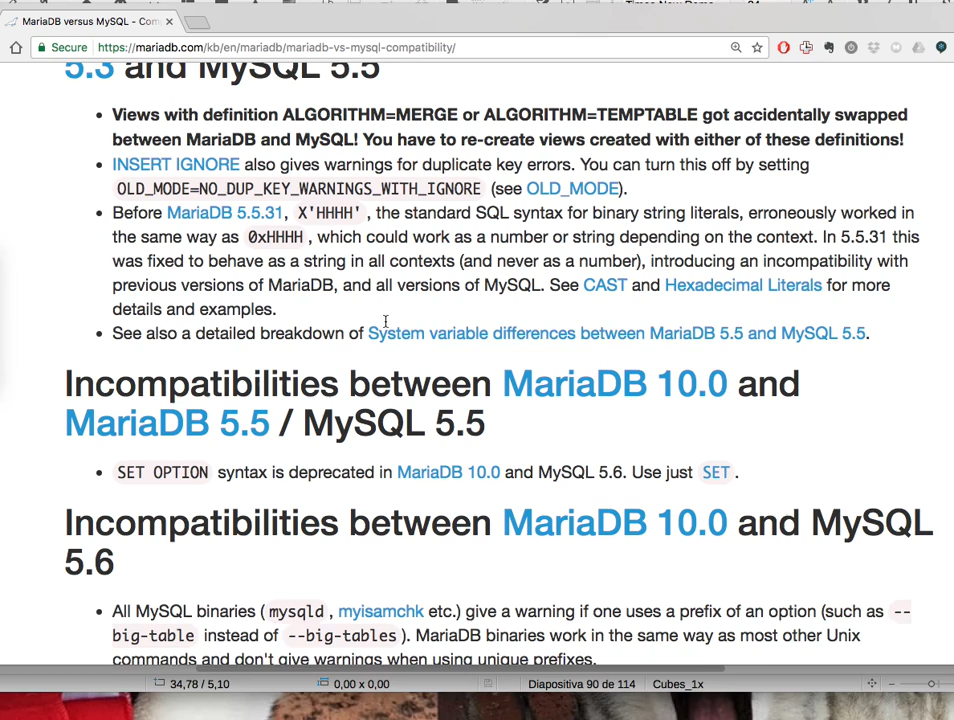 MariaDB versus MySQL - Com
Secure https://mariadb.com/kb/en/mariadb/mariadb-vs-mysql-compatibility/
5.3 and MySQL 5.5
Views with definition ALGORITHM=MERGE or ALGORITHM=TEMPTABLE got accidentally swapped
between MariaDB and MySQL! You have to re-create views created with either of these definitions!
INSERT IGNORE also gives warnings for duplicate key errors. You can turn this off by setting
OLD_MODE=NO_DUP_KEY_WARNINGS_WITH_IGNORE (see OLD_MODE).
Before MariaDB 5.5.31, X'HHHH', the standard SQL syntax for binary string literals, erroneously worked in
the same way as 0xHHHH, which could work as a number or string depending on the context. In 5.5.31 this
was fixed to behave as a string in all contexts (and never as a number), introducing an incompatibility with
previous versions of MariaDB, and all versions of MySQL. See CAST and Hexadecimal Literals for more
details and examples.
See also a detailed breakdown of System variable differences between MariaDB 5.5 and MySQL 5.5.
Incompatibilities between MariaDB 10.0 and
MariaDB 5.5 / MySQL 5.5
SET OPTION syntax is deprecated in MariaDB 10.0 and MySQL 5.6. Use just SET.
Incompatibilities between MariaDB 10.0 and MySQL
5.6
All MySQL binaries (mysqld, myisamchk etc.) give a warning if one uses a prefix of an option (such as --
big-table instead of --big-tables). MariaDB binaries work in the same way as most other Unix
commands and don't give warnings when using unique prefixes.
34,78 / 5,10 0,00 x 0,00 Diapositiva 90 de 114 Cubes_1x